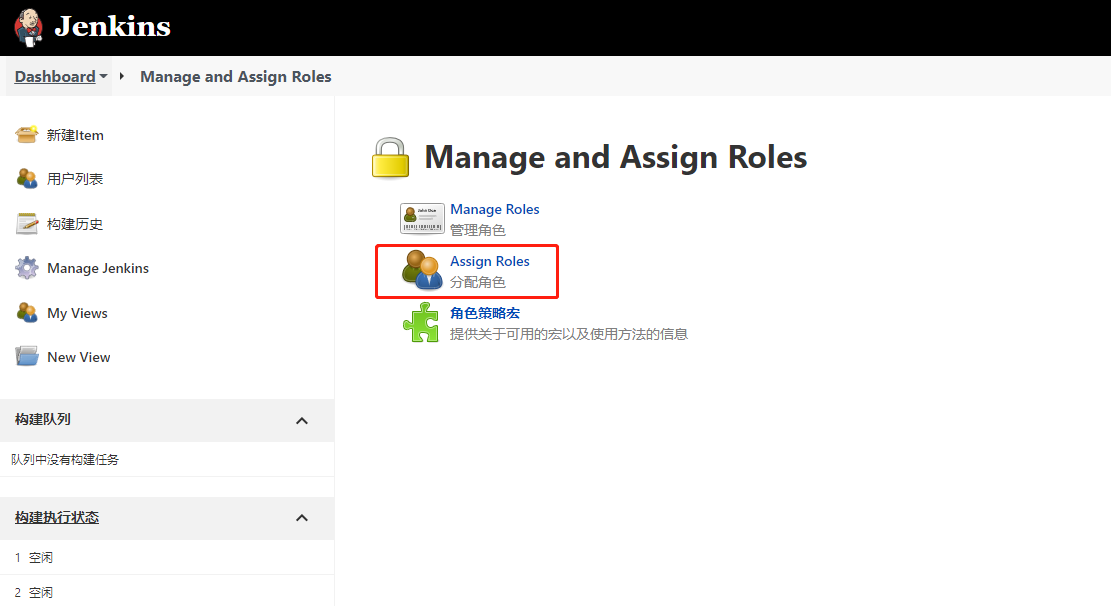 Jenkins
Dashboard
Manage and Assign Roles
新建Item
用户列表
构建历史
Manage Jenkins
My Views
New View
构建队列
队列中没有构建任务
构建执行状态
1 空闲
2 空闲
Manage and Assign Roles
Manage Roles
管理角色
Assign Roles
分配角色
角色策略宏
提供关于可用的宏以及使用方法的信息